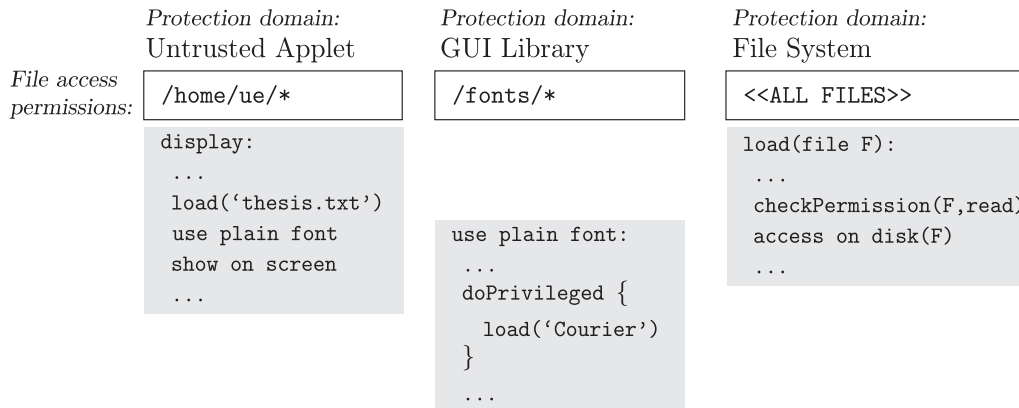 Protection domain:
Untrusted Applet
Protection domain:
GUI Library
Protection domain:
File System
File access
permissions:
/home/ue/*
/fonts/*
<<ALL FILES>>
display:
...
load(‘thesis.txt’)
use plain font
show on screen
...
use plain font:
...
doPrivileged {
load(‘Courier’)
}
...
load(file F):
...
checkPermission(F,read)
access on disk(F)
...